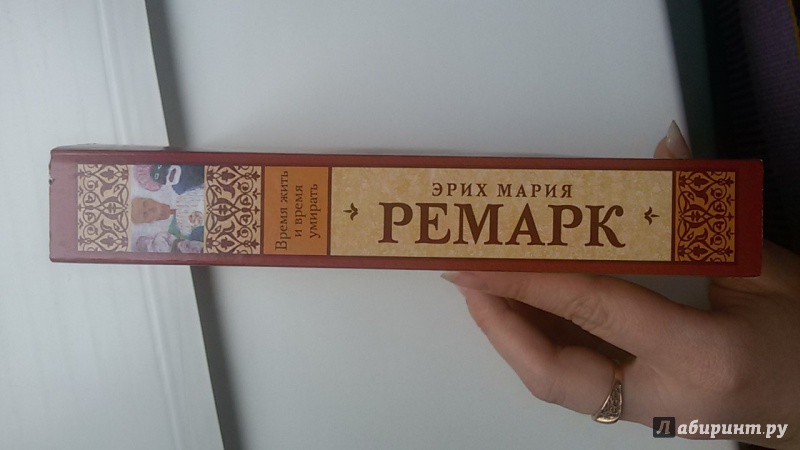 ЭРИХ МАРИЯ
РЕМАРК
Время жить
и время
умирать
Лабиринт.ру